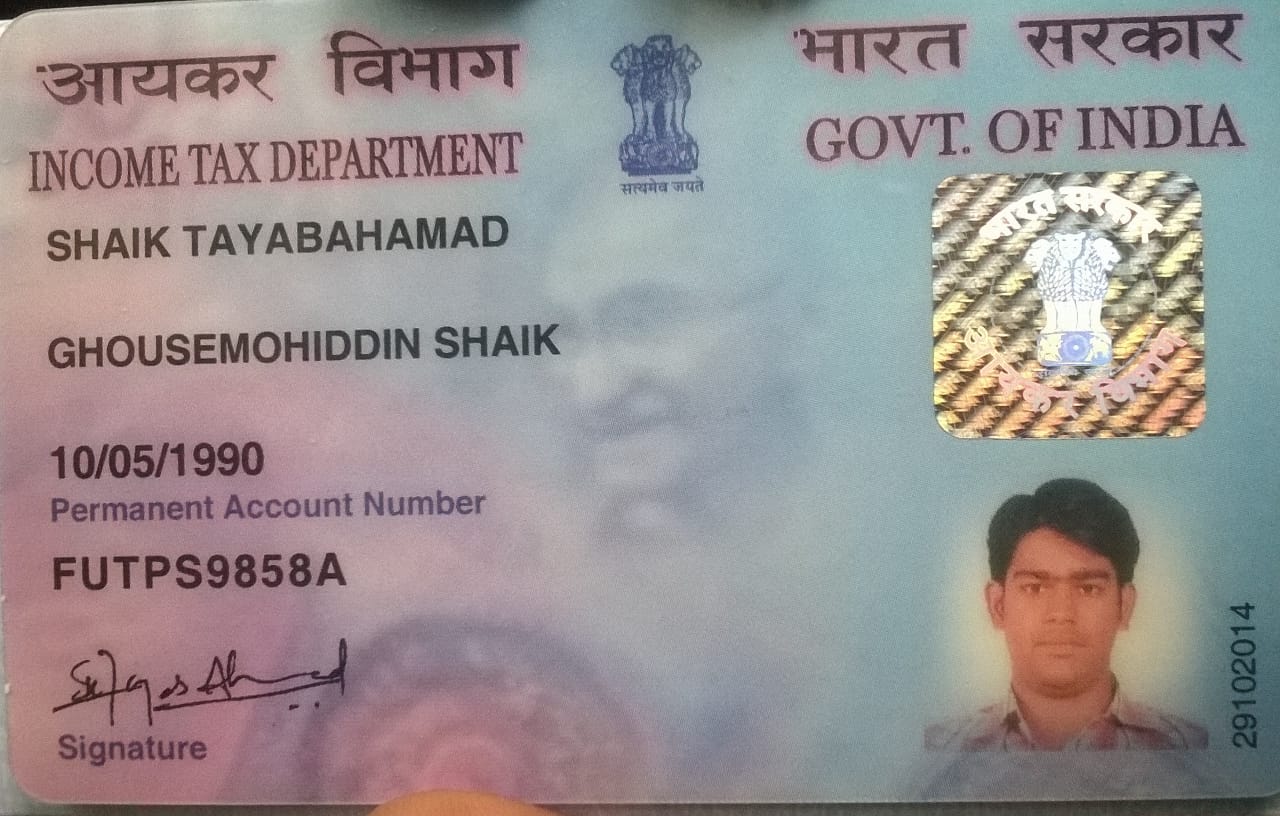 आयकर विभाग
INCOME TAX DEPARTMENT
भारत सरकार
GOVT. OF INDIA
सत्यमेव जयते
SHAIK TAYABAHAMAD
GHOUSEMOHIDDIN SHAIK
10/05/1990
Permanent Account Number
FUTPS9858A
Signature
भारत सरकार
आयकर विभाग
29102014